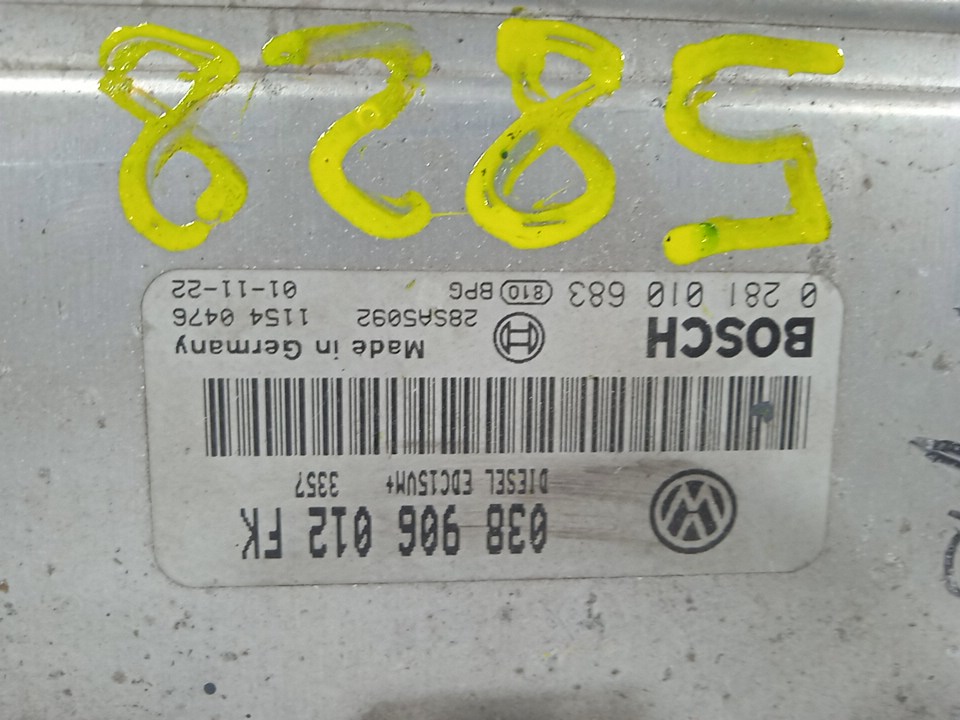 038 906 012 FK
DIESEL EDC15VM+ 3357
BOSCH Made in Germany
28SA5092 1154 0476
0 281 010 683 810 BPG 01-11-22
5828